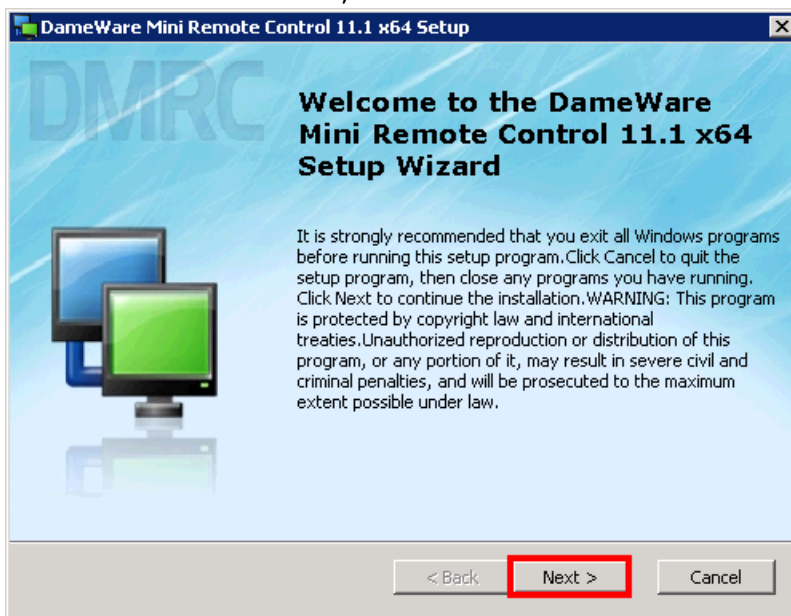 DameWare Mini Remote Control 11.1 x64 Setup
DMRC
Welcome to the DameWare
Mini Remote Control 11.1 x64
Setup Wizard
It is strongly recommended that you exit all Windows programs
before running this setup program.Click Cancel to quit the
setup program, then close any programs you have running.
Click Next to continue the installation.WARNING: This program
is protected by copyright law and international
treaties.Unauthorized reproduction or distribution of this
program, or any portion of it, may result in severe civil and
criminal penalties, and will be prosecuted to the maximum
extent possible under law.
< Back Next > Cancel